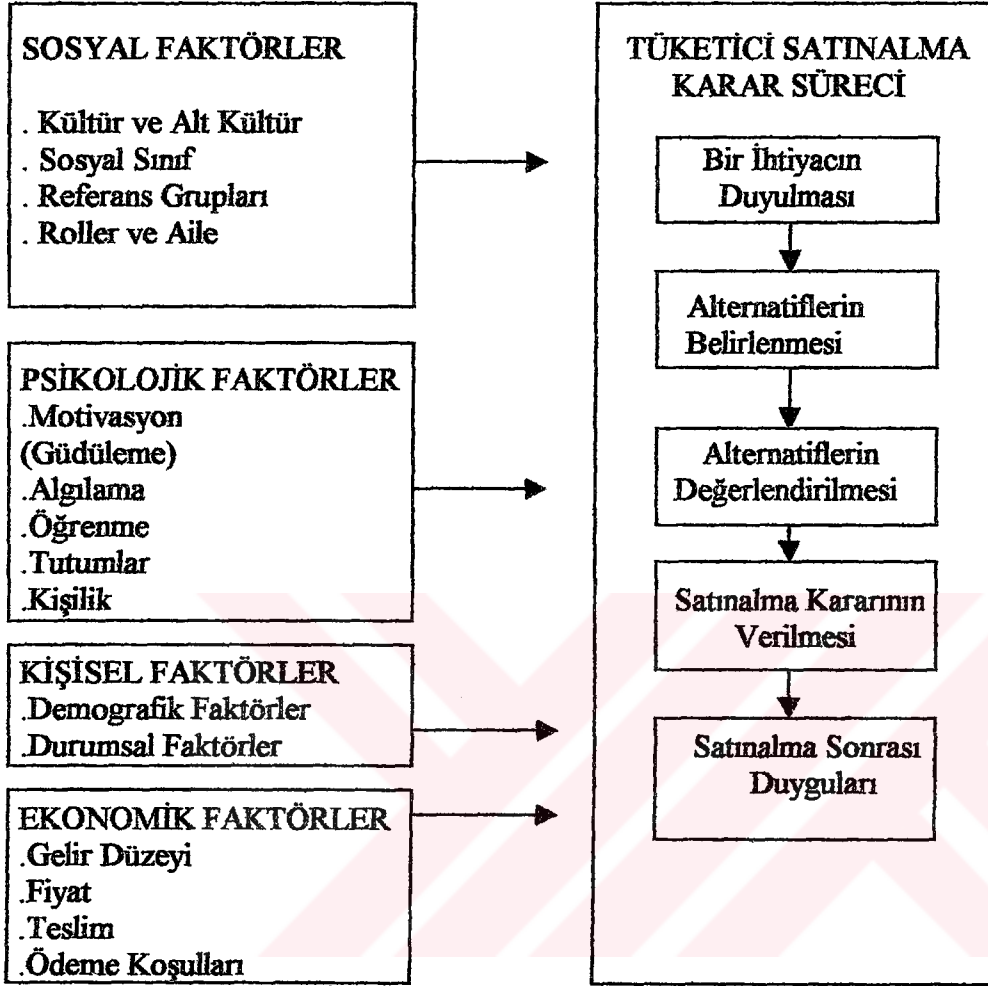 SOSYAL FAKTÖRLER
. Kültür ve Alt Kültür
. Sosyal Sınıf
. Referans Grupları
. Roller ve Aile
PSİKOLOJİK FAKTÖRLER
.Motivasyon
(Güdüleme)
.Algılama
.Öğrenme
.Tutumlar
.Kişilik
KİŞİSEL FAKTÖRLER
.Demografik Faktörler
.Durumsal Faktörler
EKONOMİK FAKTÖRLER
.Gelir Düzeyi
.Fiyat
.Teslim
.Ödeme Koşulları
TÜKETİCİ SATINALMA
KARAR SÜRECİ
Bir İhtiyacın
Duyulması
Alternatiflerin
Belirlenmesi
Alternatiflerin
Değerlendirilmesi
Satınalma Kararının
Verilmesi
Satınalma Sonrası
Duyguları